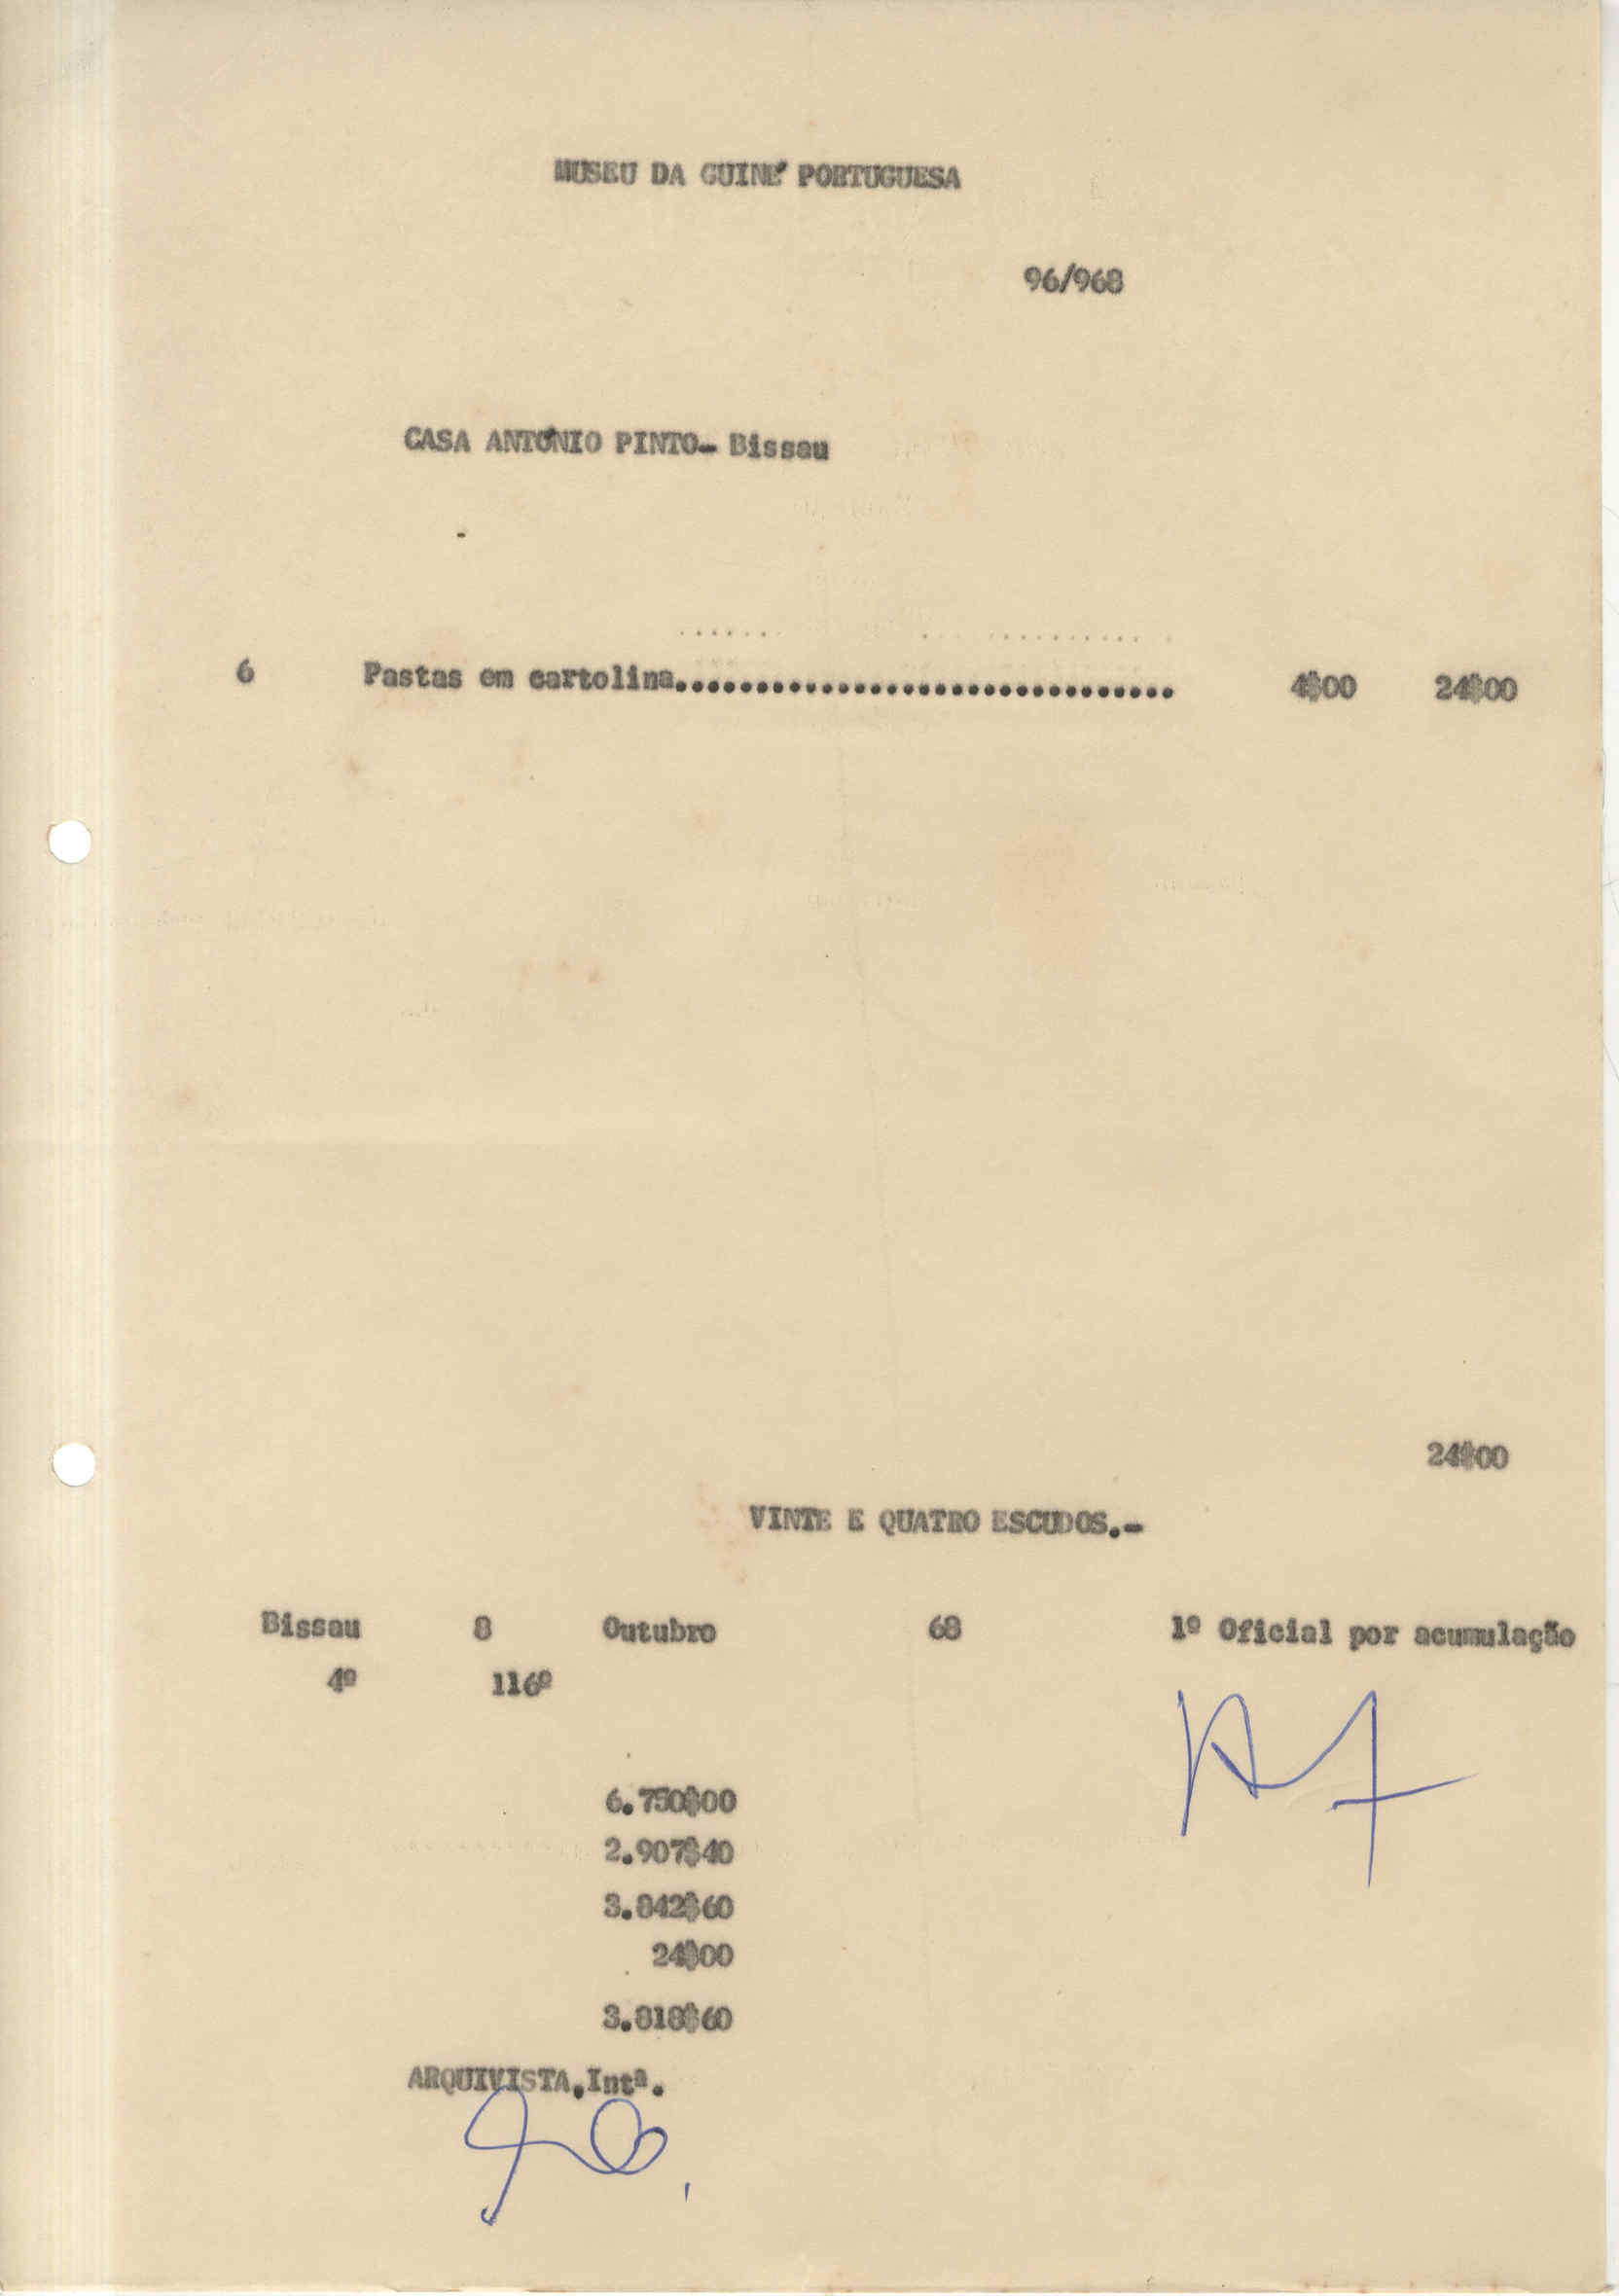 MUSEU DA GUINE´ PORTUGUESA
96/968
CASA ANTÓNIO PINTO- Bissau
6 Pastas em cartolina............................... 4$00 24$00
24$00
VINTE E QUATRO ESCUDOS.-
Bissau 8 Outubro 68 1º Oficial por acumulação
4º 116º
6.750$00
2.907$40
3.842$60
24$00
3.818$60
ARQUIVISTA,Intª.